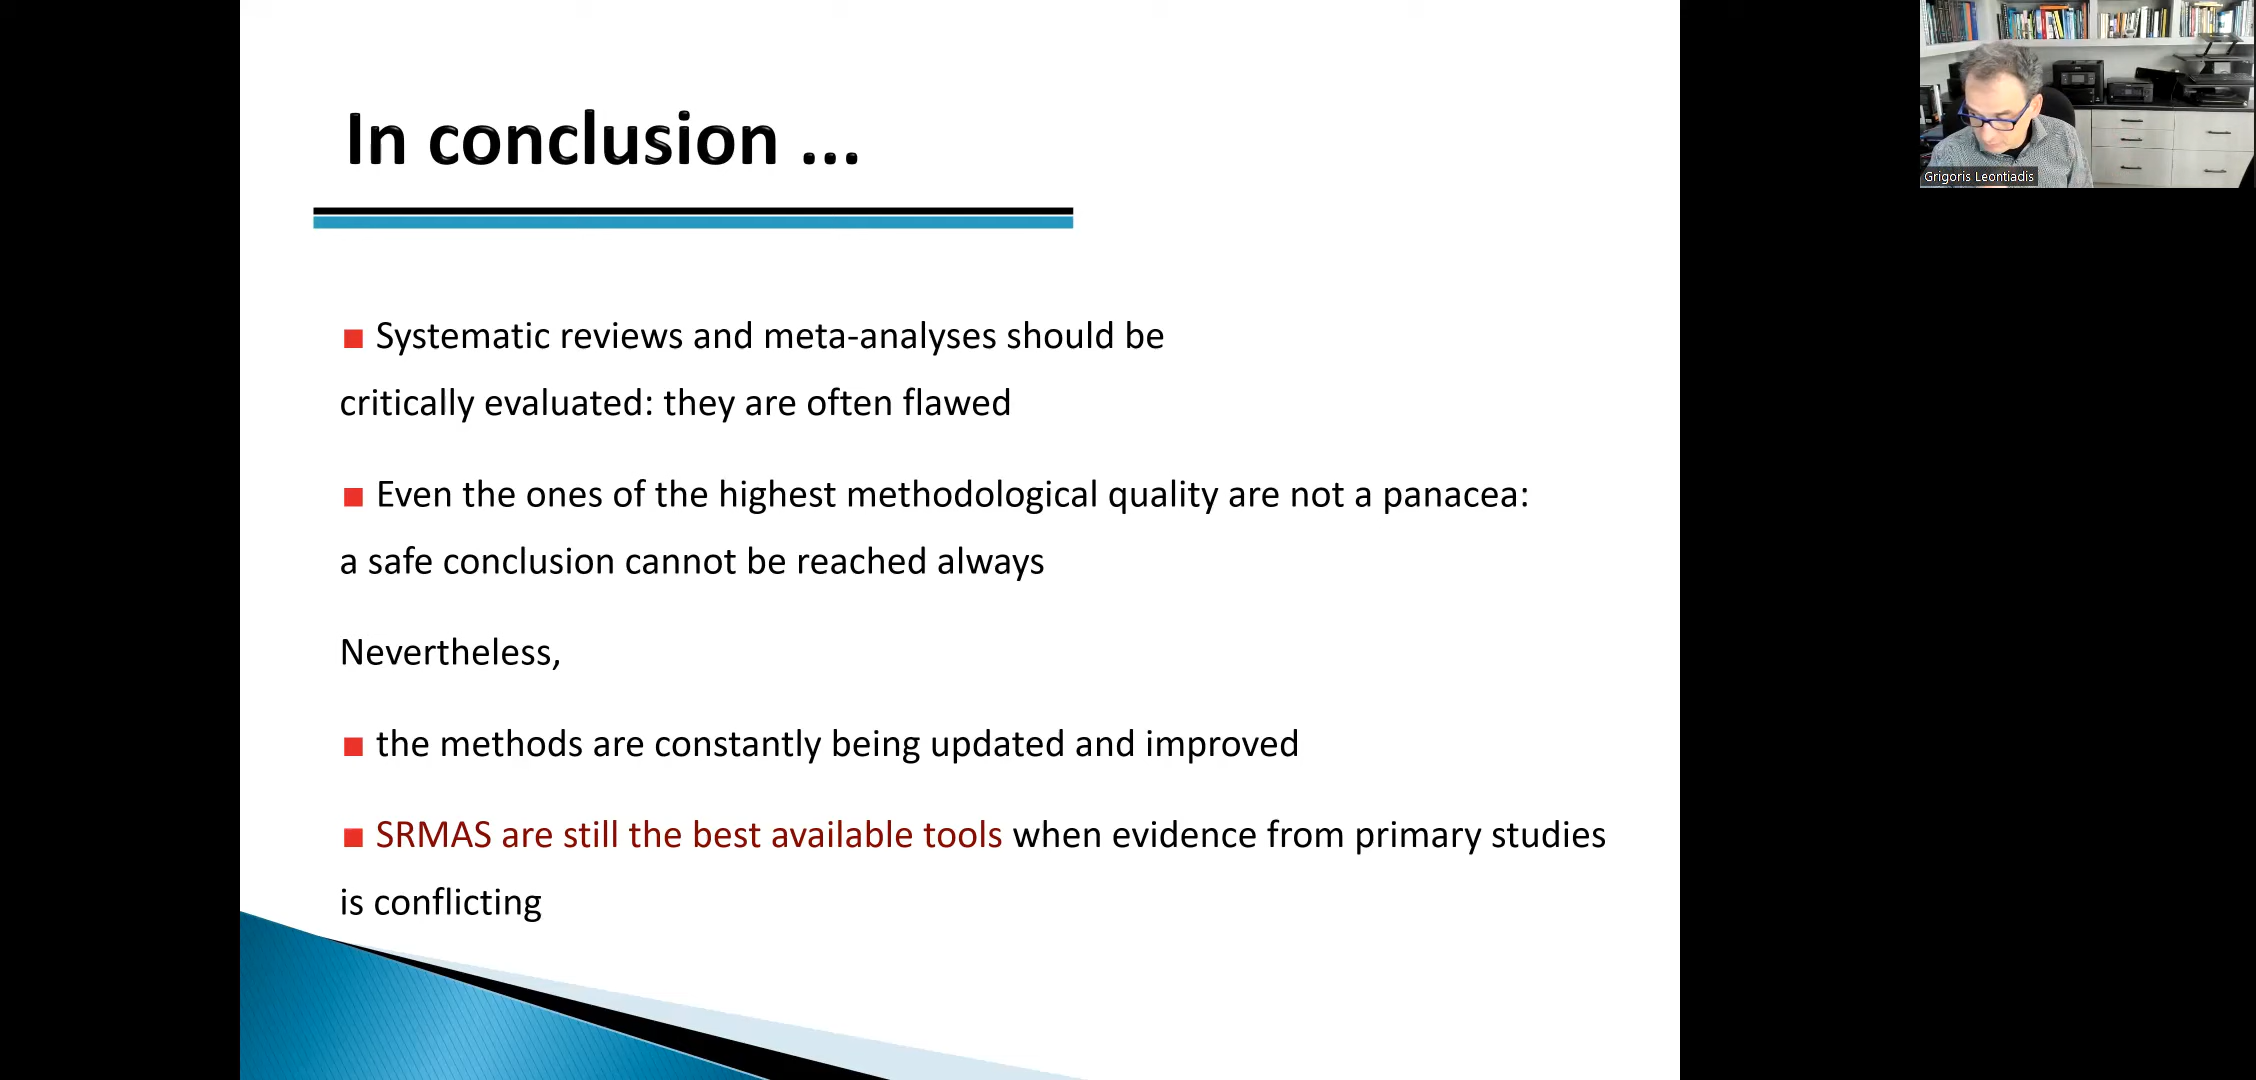 In conclusion ...
■ Systematic reviews and meta-analyses should be
critically evaluated: they are often flawed
■ Even the ones of the highest methodological quality are not a panacea:
a safe conclusion cannot be reached always
Nevertheless,
■ the methods are constantly being updated and improved
■ SRMAS are still the best available tools when evidence from primary studies
is conflicting
Grigoris Leontiadis